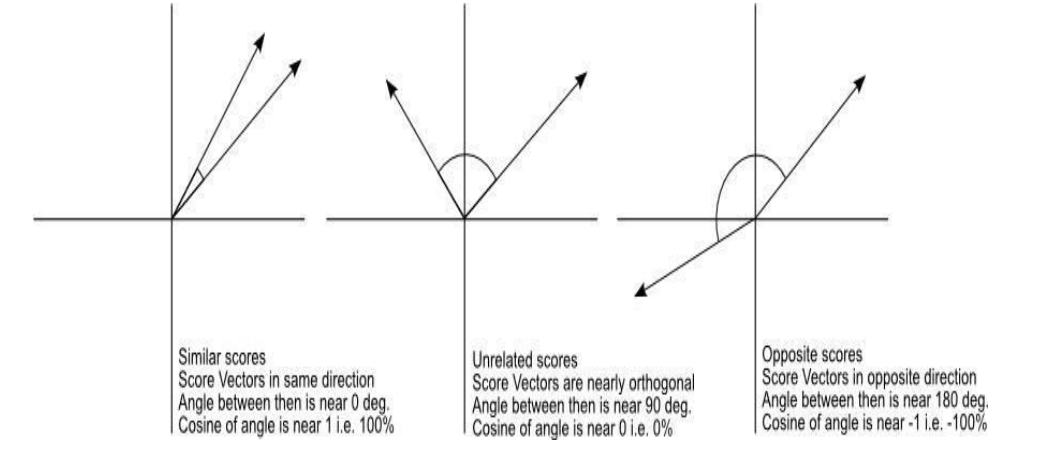 Similar scores
Score Vectors in same direction
Angle between then is near 0 deg.
Cosine of angle is near 1 i.e. 100%
Unrelated scores
Score Vectors are nearly orthogonal
Angle between then is near 90 deg.
Cosine of angle is near 0 i.e. 0%
Opposite scores
Score Vectors in opposite direction
Angle between then is near 180 deg.
Cosine of angle is near -1 i.e. -100%